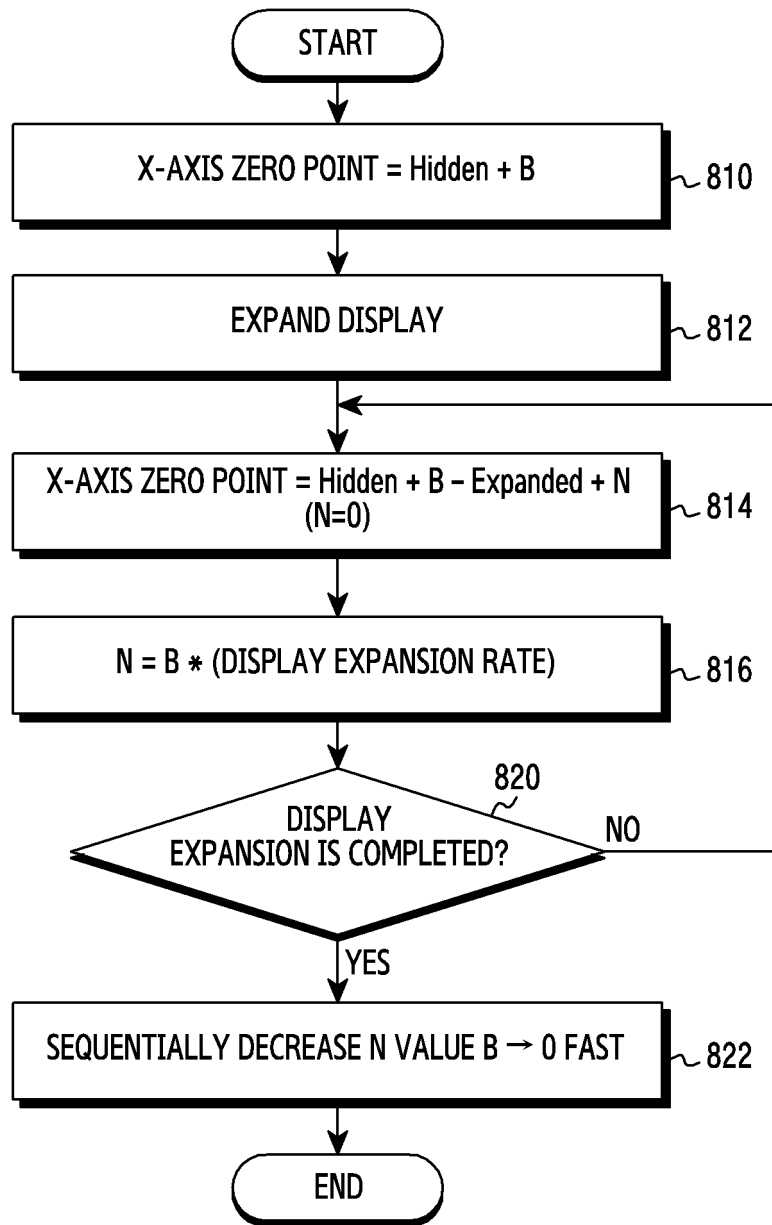 START
X-AXIS ZERO POINT = Hidden + B
810
EXPAND DISPLAY
812
X-AXIS ZERO POINT = Hidden + B – Expanded + N
(N=0)
814
N = B * (DISPLAY EXPANSION RATE)
816
820
DISPLAY
EXPANSION IS COMPLETED?
NO
YES
SEQUENTIALLY DECREASE N VALUE B → 0 FAST
822
END